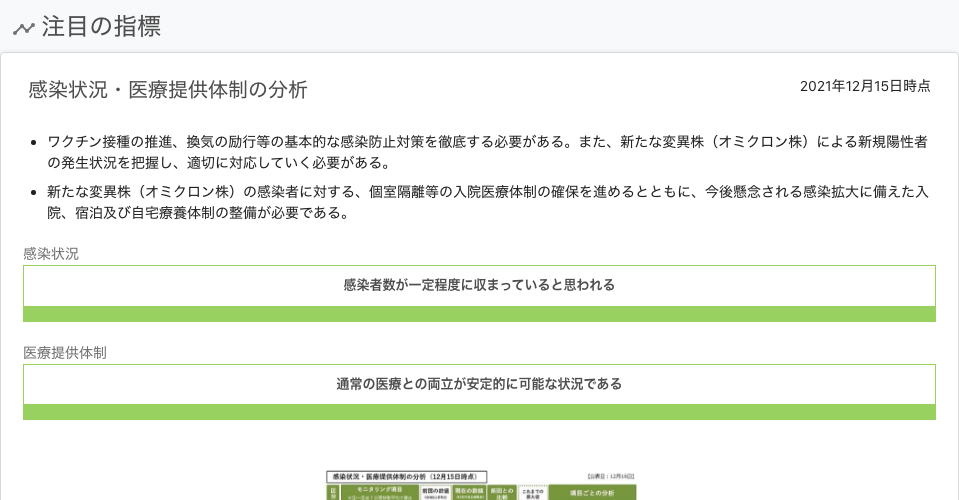 注目の指標
感染状況・医療提供体制の分析
2021年12月15日時点
ワクチン接種の推進、換気の励行等の基本的な感染防止対策を徹底する必要がある。また、新たな変異株（オミクロン株）による新規陽性者
の発生状況を把握し、適切に対応していく必要がある。
新たな変異株（オミクロン株）の感染者に対する、個室隔離等の入院医療体制の確保を進めるとともに、今後懸念される感染拡大に備えた入
院、宿泊及び自宅療養体制の整備が必要である。
感染状況
感染者数が一定程度に収まっていると思われる
医療提供体制
通常の医療との両立が安定的に可能な状況である
感染状況・医療提供体制の分析（12月15日時点）
区分
モニタリング項目
前回の数値
現在の数値
前回との
比較
これまでの
最大値
項目ごとの分析